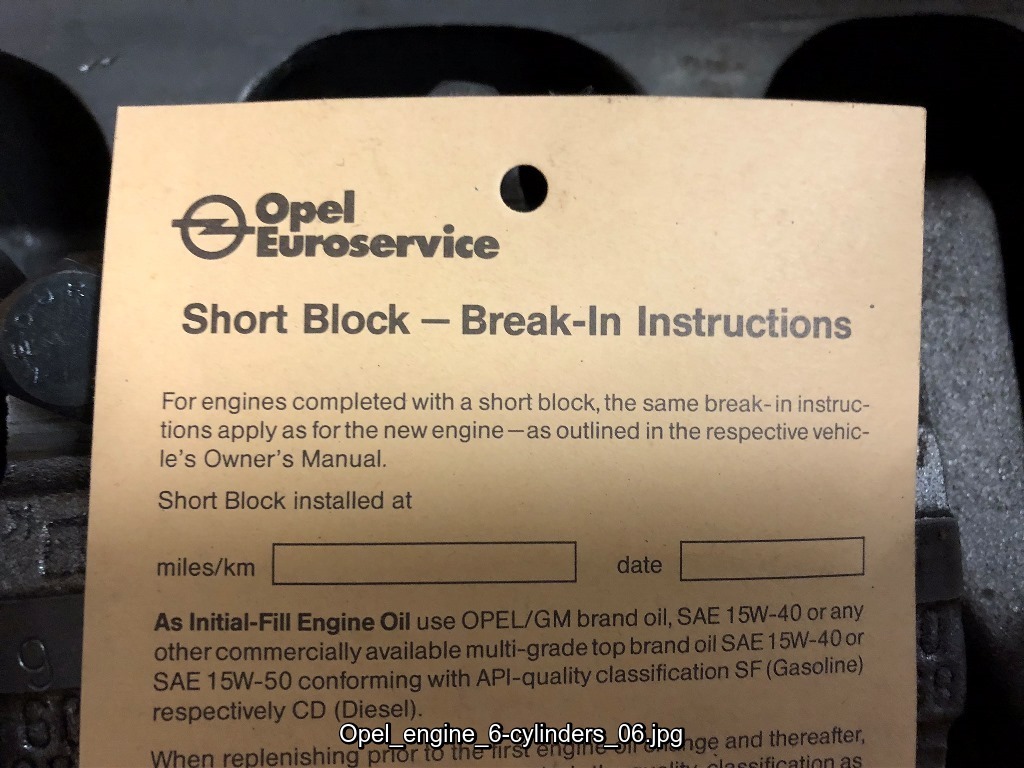 Opel
Euroservice
Short Block — Break-In Instructions
For engines completed with a short block, the same break-in instruc-
tions apply as for the new engine—as outlined in the respective vehic-
le's Owner's Manual.
Short Block installed at
miles/km date
As Initial-Fill Engine Oil use OPEL/GM brand oil, SAE 15W-40 or any
other commercially available multi-grade top brand oil SAE 15W-40 or
SAE 15W-50 conforming with API-quality classification SF (Gasoline)
respectively CD (Diesel).
When replenishing prior to the first engine oil change and thereafter,
quality classification as
Opel_engine_6-cylinders_06.jpg
9